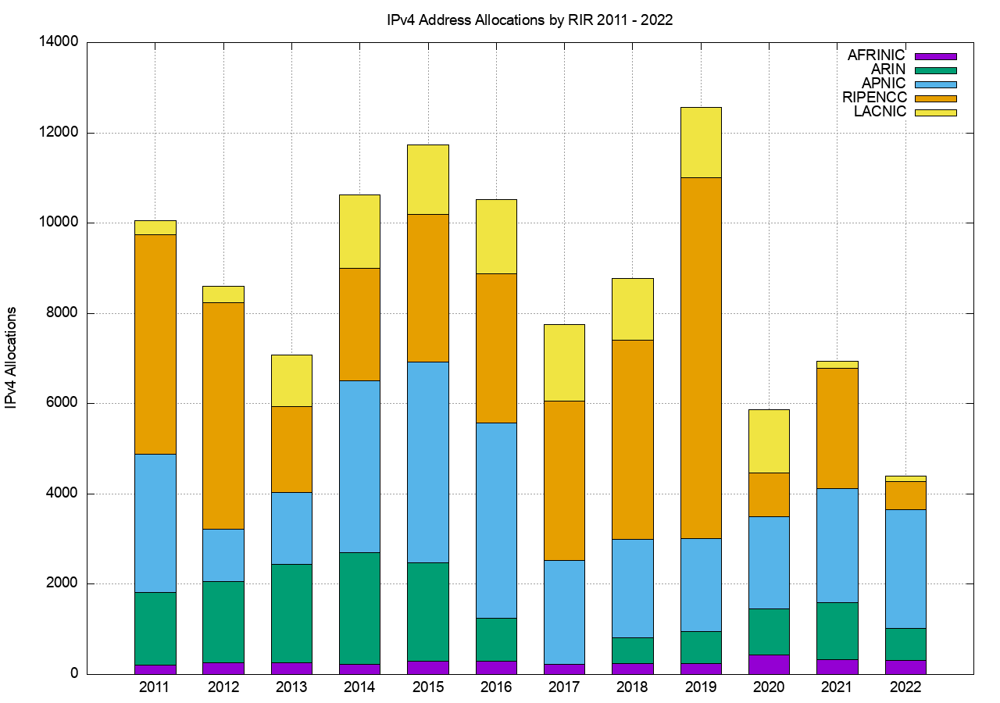 IPv4 Address Allocations by RIR 2011 - 2022
14000
12000
10000
8000
6000
4000
2000
0
IPv4 Allocations
AFRINIC
ARIN
APNIC
RIPENCC
LACNIC
2011 2012 2013 2014 2015 2016 2017 2018 2019 2020 2021 2022